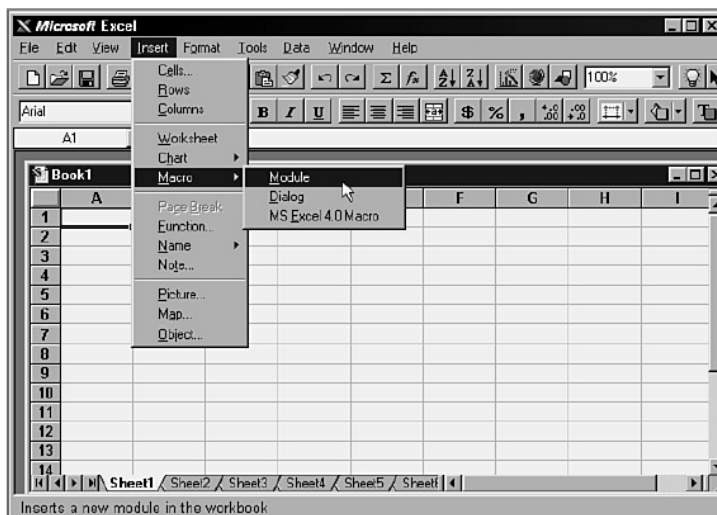 Microsoft Excel
File Edit View Insert Format Tools Data Window Help
100%
Arial B I U $ % ,
A1
Cells...
Rows
Columns
Worksheet
Chart
Macro
Page Break
Function...
Name
Note...
Picture...
Map...
Object...
Module
Dialog
MS Excel 4.0 Macro
Book1
A F G H I
1
2
3
4
5
6
7
8
9
10
11
12
13
14
Sheet1 Sheet2 Sheet3 Sheet4 Sheet5
Inserts a new module in the workbook